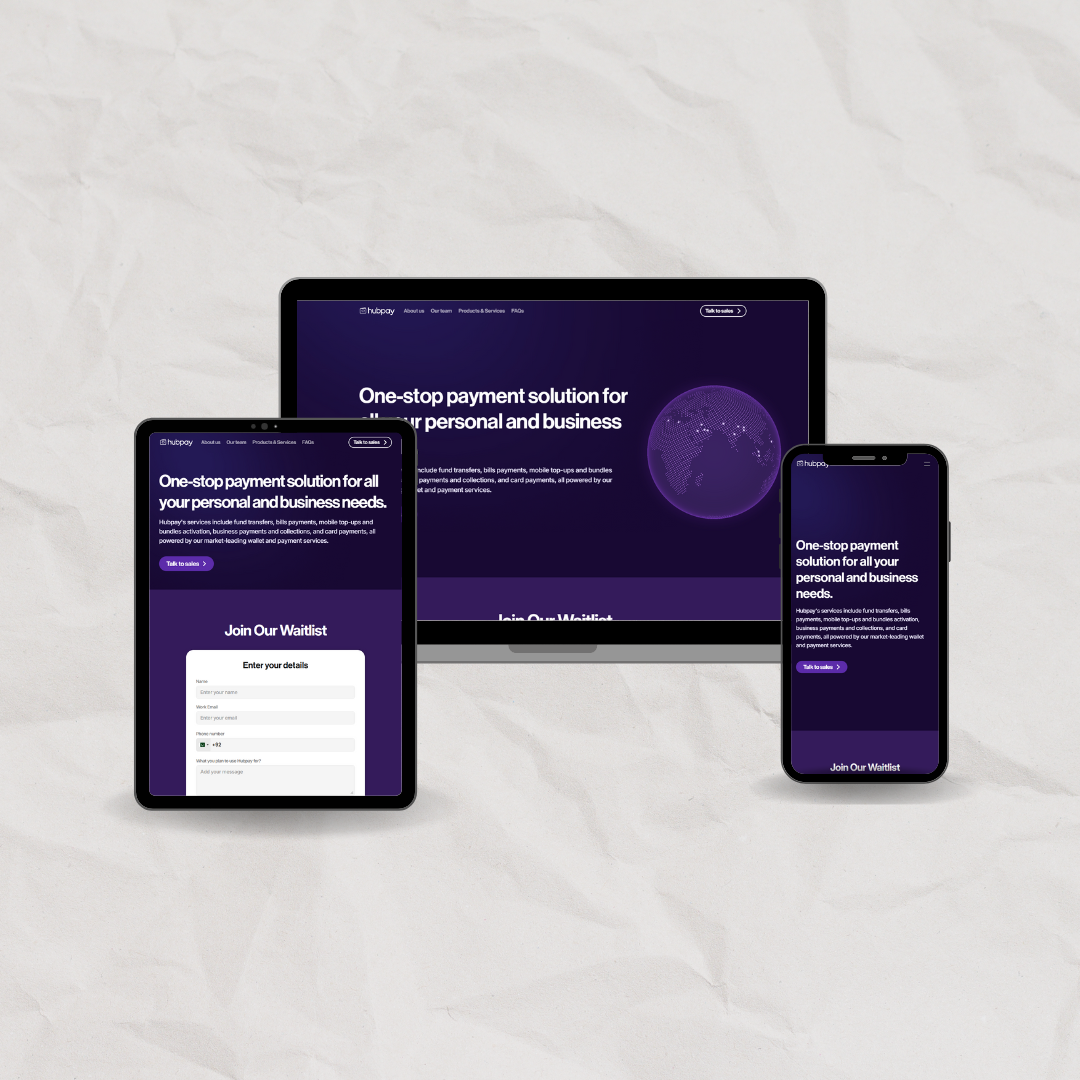 hubpay About us Our team Products & Services FAQs Talk to sales
One-stop payment solution for
all your personal and business
include fund transfers, bills payments, mobile top-ups and bundles
payments and collections, and card payments, all powered by our
and payment services.
Join Our Waitlist
hubpay About us Our team Products & Services FAQs Talk to sales
One-stop payment solution for all
your personal and business needs.
Hubpay's services include fund transfers, bills payments, mobile top-ups and
bundles activation, business payments and collections, and card payments, all
powered by our market-leading wallet and payment services.
Talk to sales
Join Our Waitlist
Enter your details
Name
Enter your name
Work Email
Enter your email
Phone number
+92
What you plan to use Hubpay for?
Add your message
hubpay
One-stop payment
solution for all your
personal and business
needs.
Hubpay's services include fund transfers, bills
payments, mobile top-ups and bundles activation,
business payments and collections, and card
payments, all powered by our market-leading wallet
and payment services.
Talk to sales
Join Our Waitlist